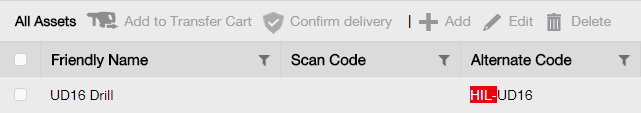 All Assets Add to Transfer Cart Confirm delivery | Add Edit Delete
Friendly Name Scan Code Alternate Code
UD16 Drill HIL-UD16